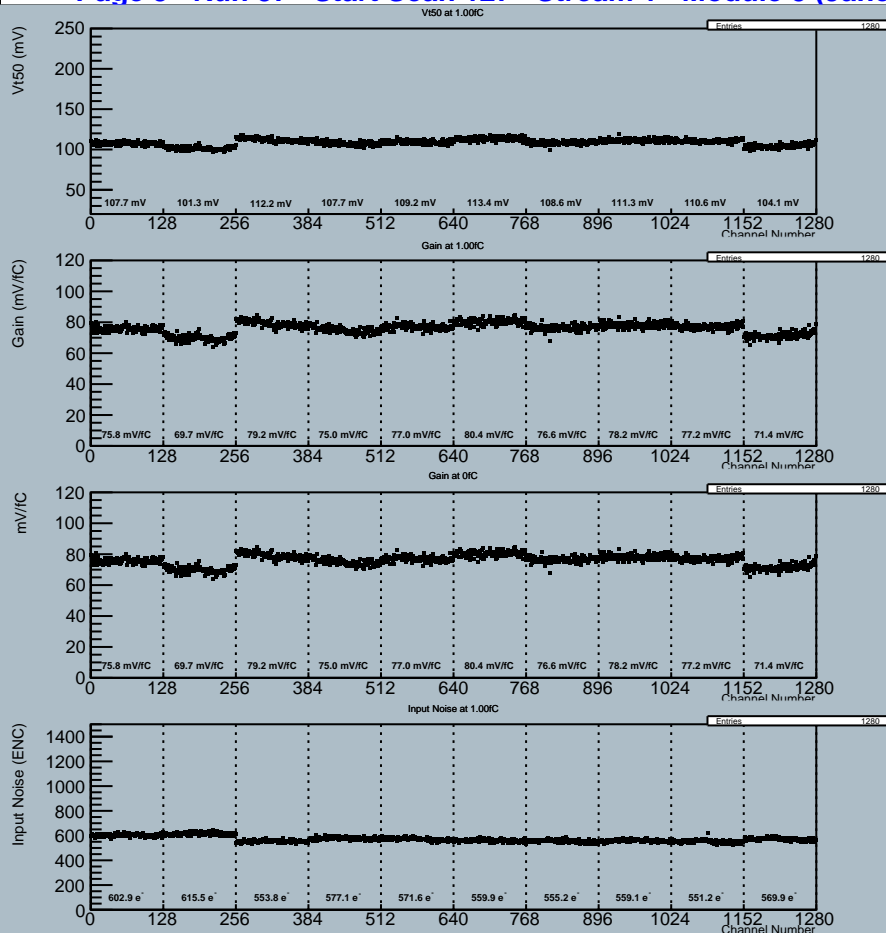 Vt50 at 1.00fC
Entries 1280
Vt50 (mV)
250
200
150
100
50
107.7 mV 101.3 mV 112.2 mV 107.7 mV 109.2 mV 113.4 mV 108.6 mV 111.3 mV 110.6 mV 104.1 mV
0 128 256 384 512 640 768 896 1024 1152 1280
Channel Number
Gain at 1.00fC
Entries 1280
Gain (mV/fC)
120
100
80
60
40
20
0
75.8 mV/fC 69.7 mV/fC 79.2 mV/fC 75.0 mV/fC 77.0 mV/fC 80.4 mV/fC 76.6 mV/fC 78.2 mV/fC 77.2 mV/fC 71.4 mV/fC
0 128 256 384 512 640 768 896 1024 1152 1280
Channel Number
Gain at 0fC
Entries 1280
mV/fC
120
100
80
60
40
20
0
75.8 mV/fC 69.7 mV/fC 79.2 mV/fC 75.0 mV/fC 77.0 mV/fC 80.4 mV/fC 76.6 mV/fC 78.2 mV/fC 77.2 mV/fC 71.4 mV/fC
0 128 256 384 512 640 768 896 1024 1152 1280
Channel Number
Input Noise at 1.00fC
Entries 1280
Input Noise (ENC)
1400
1200
1000
800
600
400
200
0
602.9 e⁻ 615.5 e⁻ 553.8 e⁻ 577.1 e⁻ 571.6 e⁻ 559.9 e⁻ 555.2 e⁻ 559.1 e⁻ 551.2 e⁻ 569.9 e⁻
0 128 256 384 512 640 768 896 1024 1152 1280
Channel Number